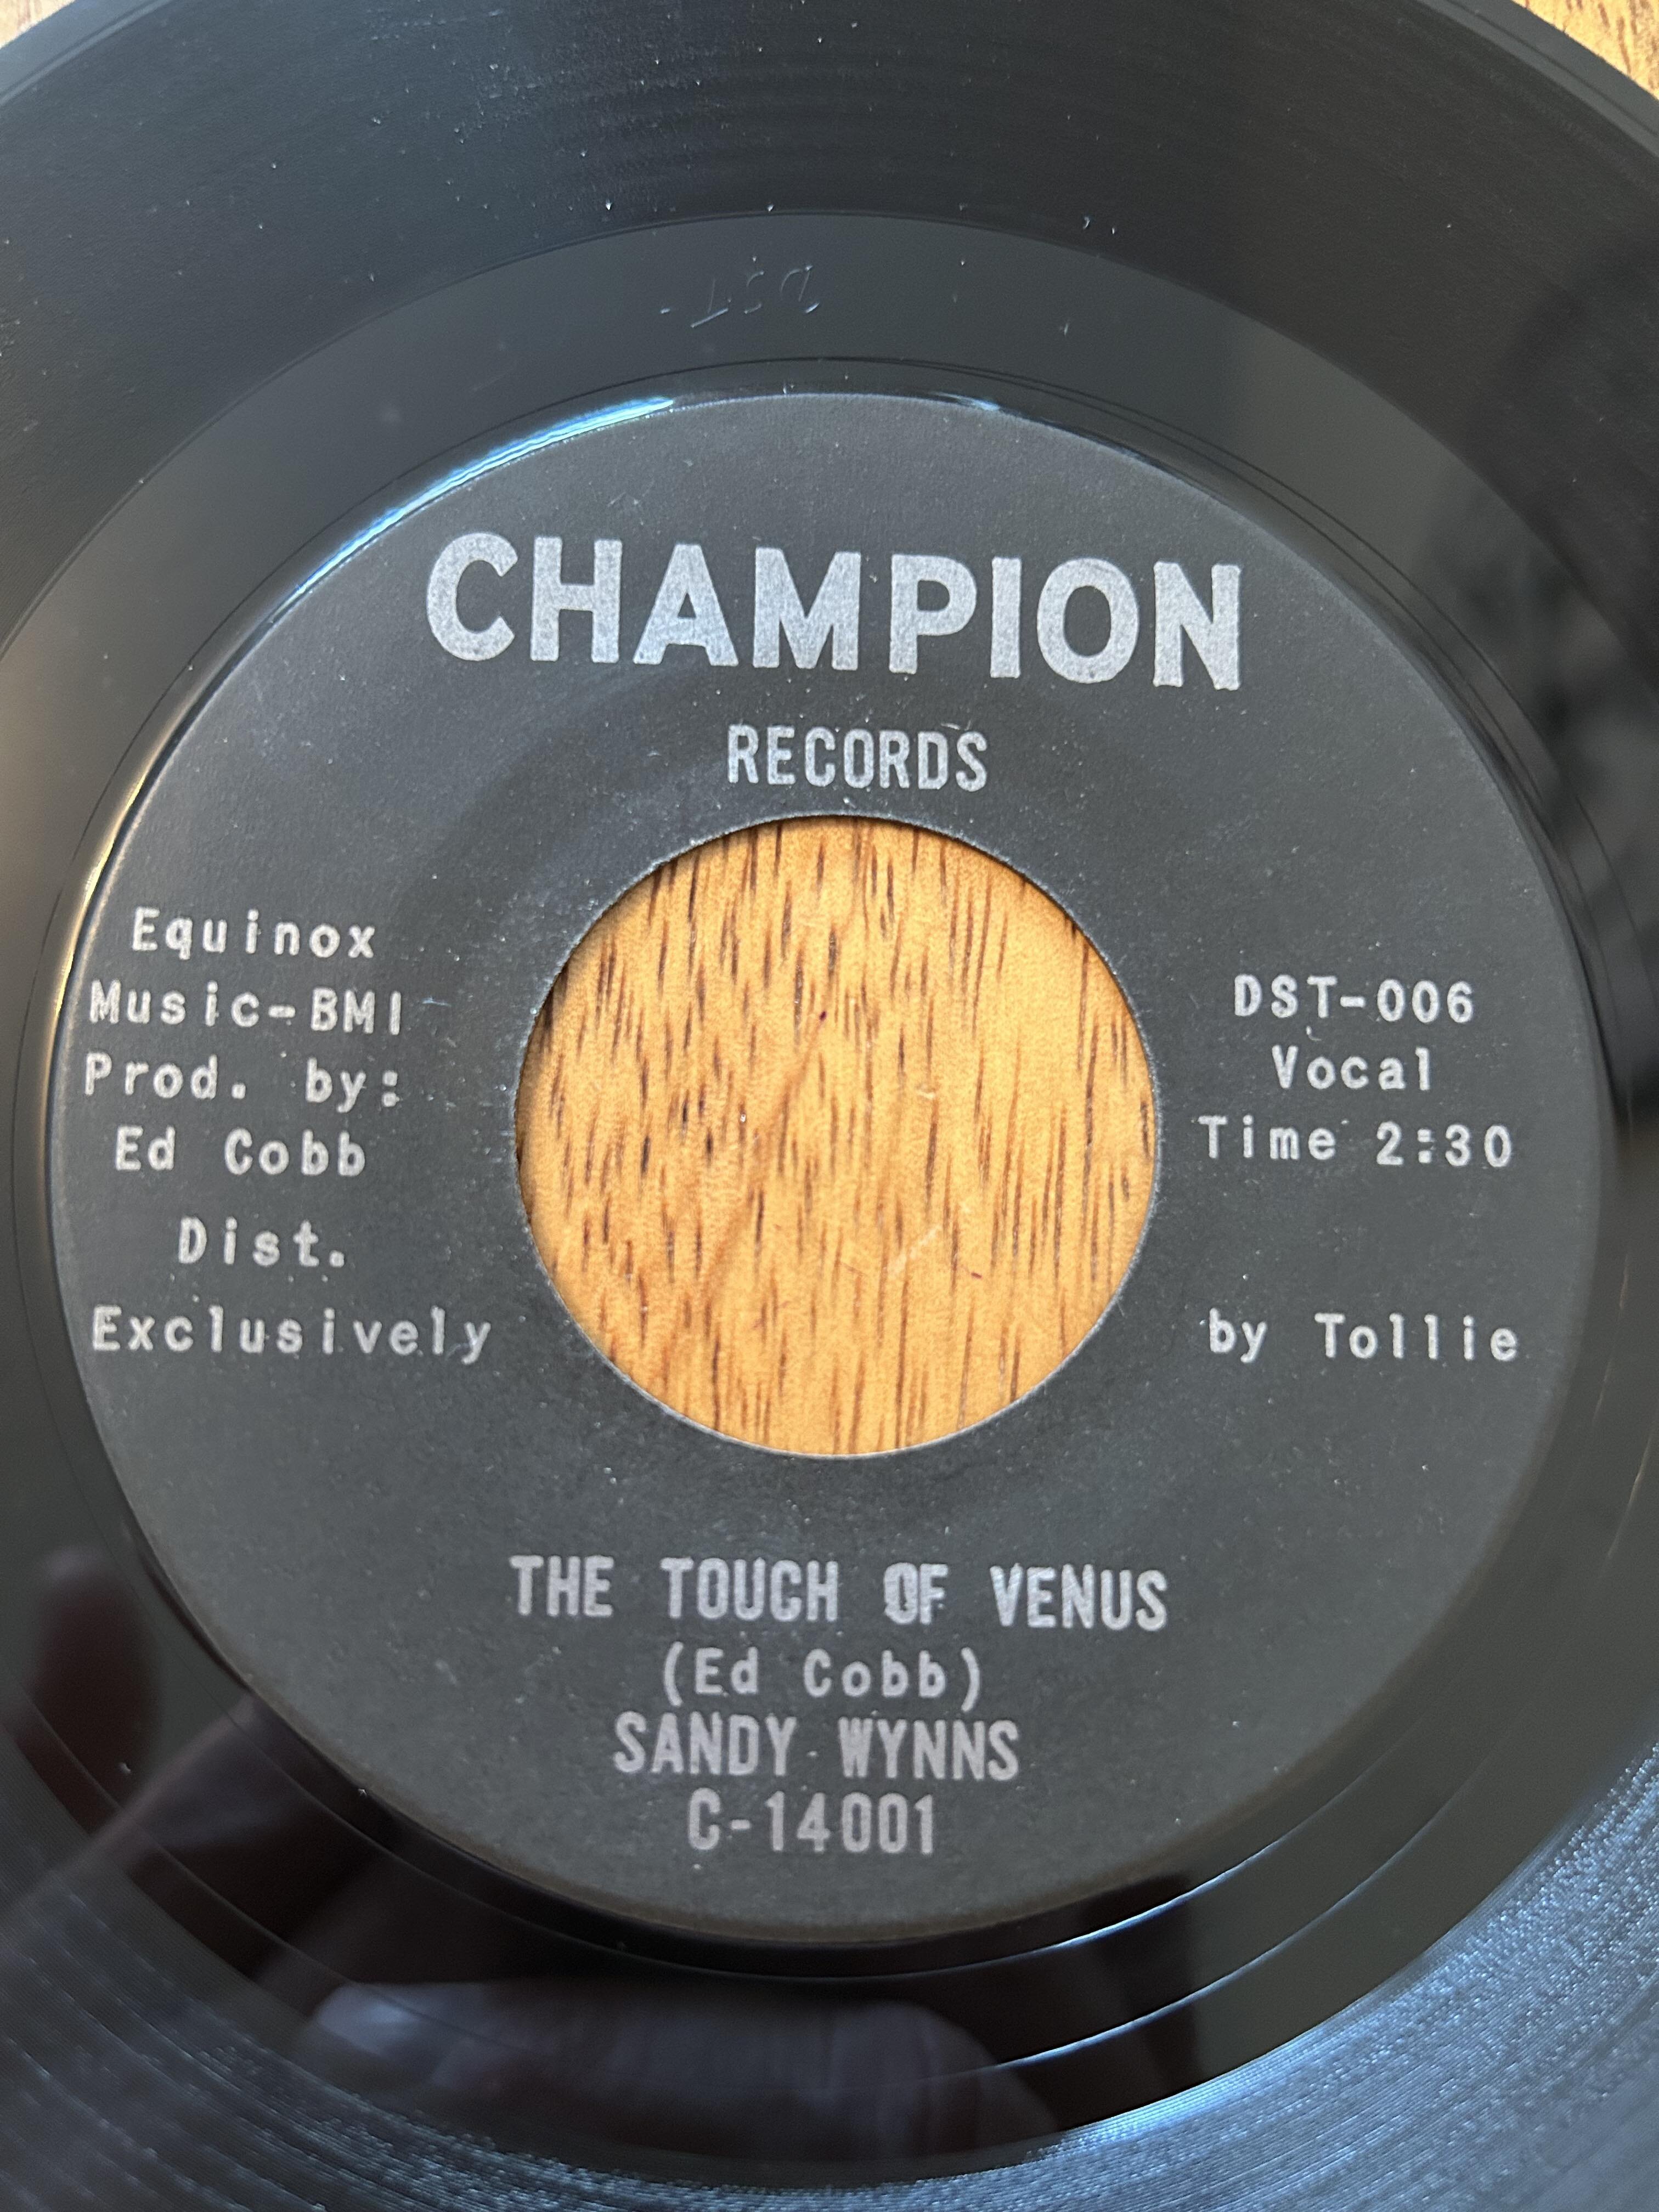 DST-
CHAMPION
RECORDS
Equinox
Music-BMI
Prod. by:
Ed Cobb
Dist.
Exclusively
DST-006
Vocal
Time 2:30
by Tollie
THE TOUCH OF VENUS
(Ed Cobb)
SANDY WYNNS
C-14001